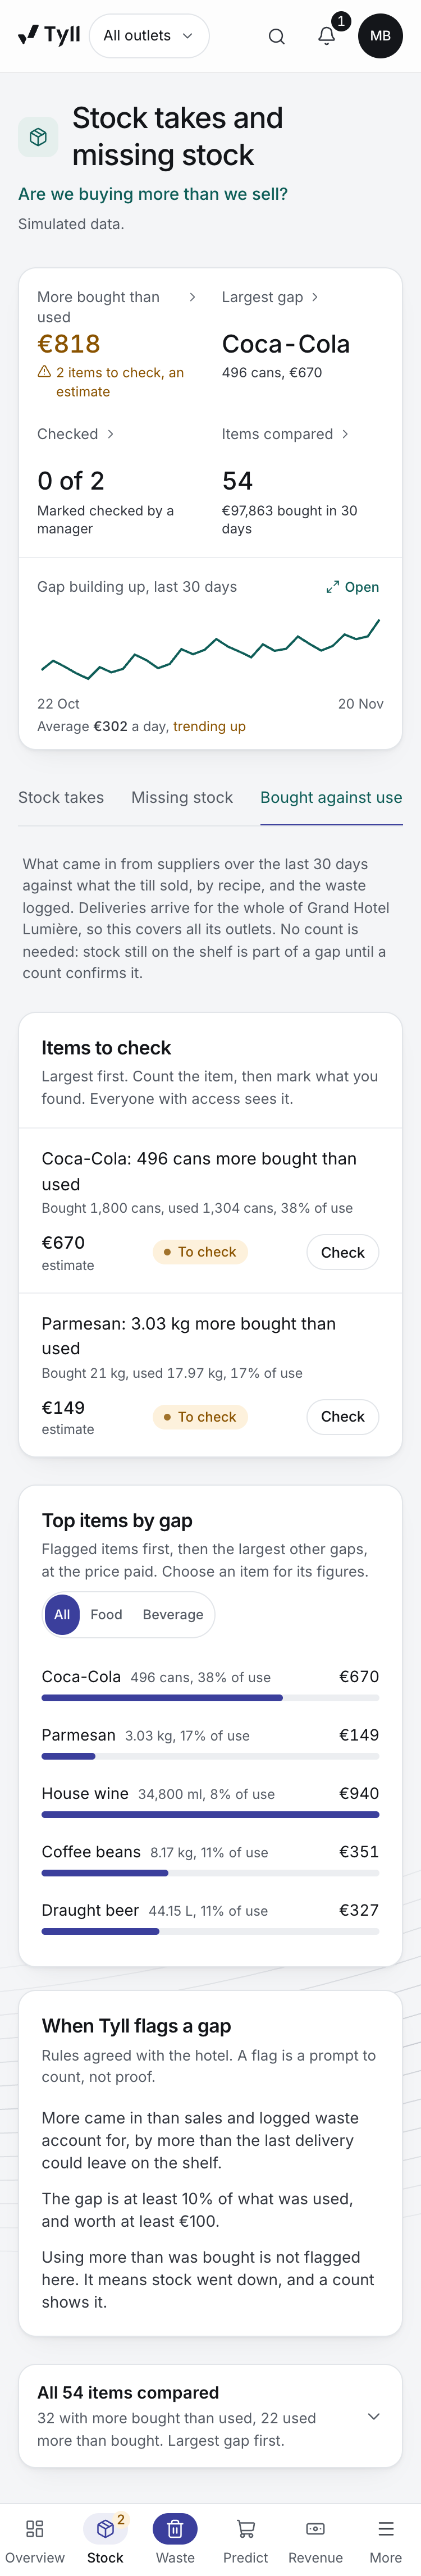 Tyll
All outlets
1
MB
Stock takes and
missing stock
Are we buying more than we sell?
Simulated data.
More bought than
used
€818
2 items to check, an
estimate
Largest gap
Coca-Cola
496 cans, €670
Checked
0 of 2
Marked checked by a
manager
Items compared
54
€97,863 bought in 30
days
Gap building up, last 30 days
Open
22 Oct
20 Nov
Average €302 a day, trending up
Stock takes
Missing stock
Bought against use
What came in from suppliers over the last 30 days
against what the till sold, by recipe, and the waste
logged. Deliveries arrive for the whole of Grand Hotel
Lumière, so this covers all its outlets. No count is
needed: stock still on the shelf is part of a gap until a
count confirms it.
Items to check
Largest first. Count the item, then mark what you
found. Everyone with access sees it.
Coca-Cola: 496 cans more bought than
used
Bought 1,800 cans, used 1,304 cans, 38% of use
€670
estimate
To check
Check
Parmesan: 3.03 kg more bought than
used
Bought 21 kg, used 17.97 kg, 17% of use
€149
estimate
To check
Check
Top items by gap
Flagged items first, then the largest other gaps,
at the price paid. Choose an item for its figures.
All
Food
Beverage
Coca-Cola 496 cans, 38% of use €670
Parmesan 3.03 kg, 17% of use €149
House wine 34,800 ml, 8% of use €940
Coffee beans 8.17 kg, 11% of use €351
Draught beer 44.15 L, 11% of use €327
When Tyll flags a gap
Rules agreed with the hotel. A flag is a prompt to
count, not proof.
More came in than sales and logged waste
account for, by more than the last delivery
could leave on the shelf.
The gap is at least 10% of what was used,
and worth at least €100.
Using more than was bought is not flagged
here. It means stock went down, and a count
shows it.
All 54 items compared
32 with more bought than used, 22 used
more than bought. Largest gap first.
2
Overview
Stock
Waste
Predict
Revenue
More